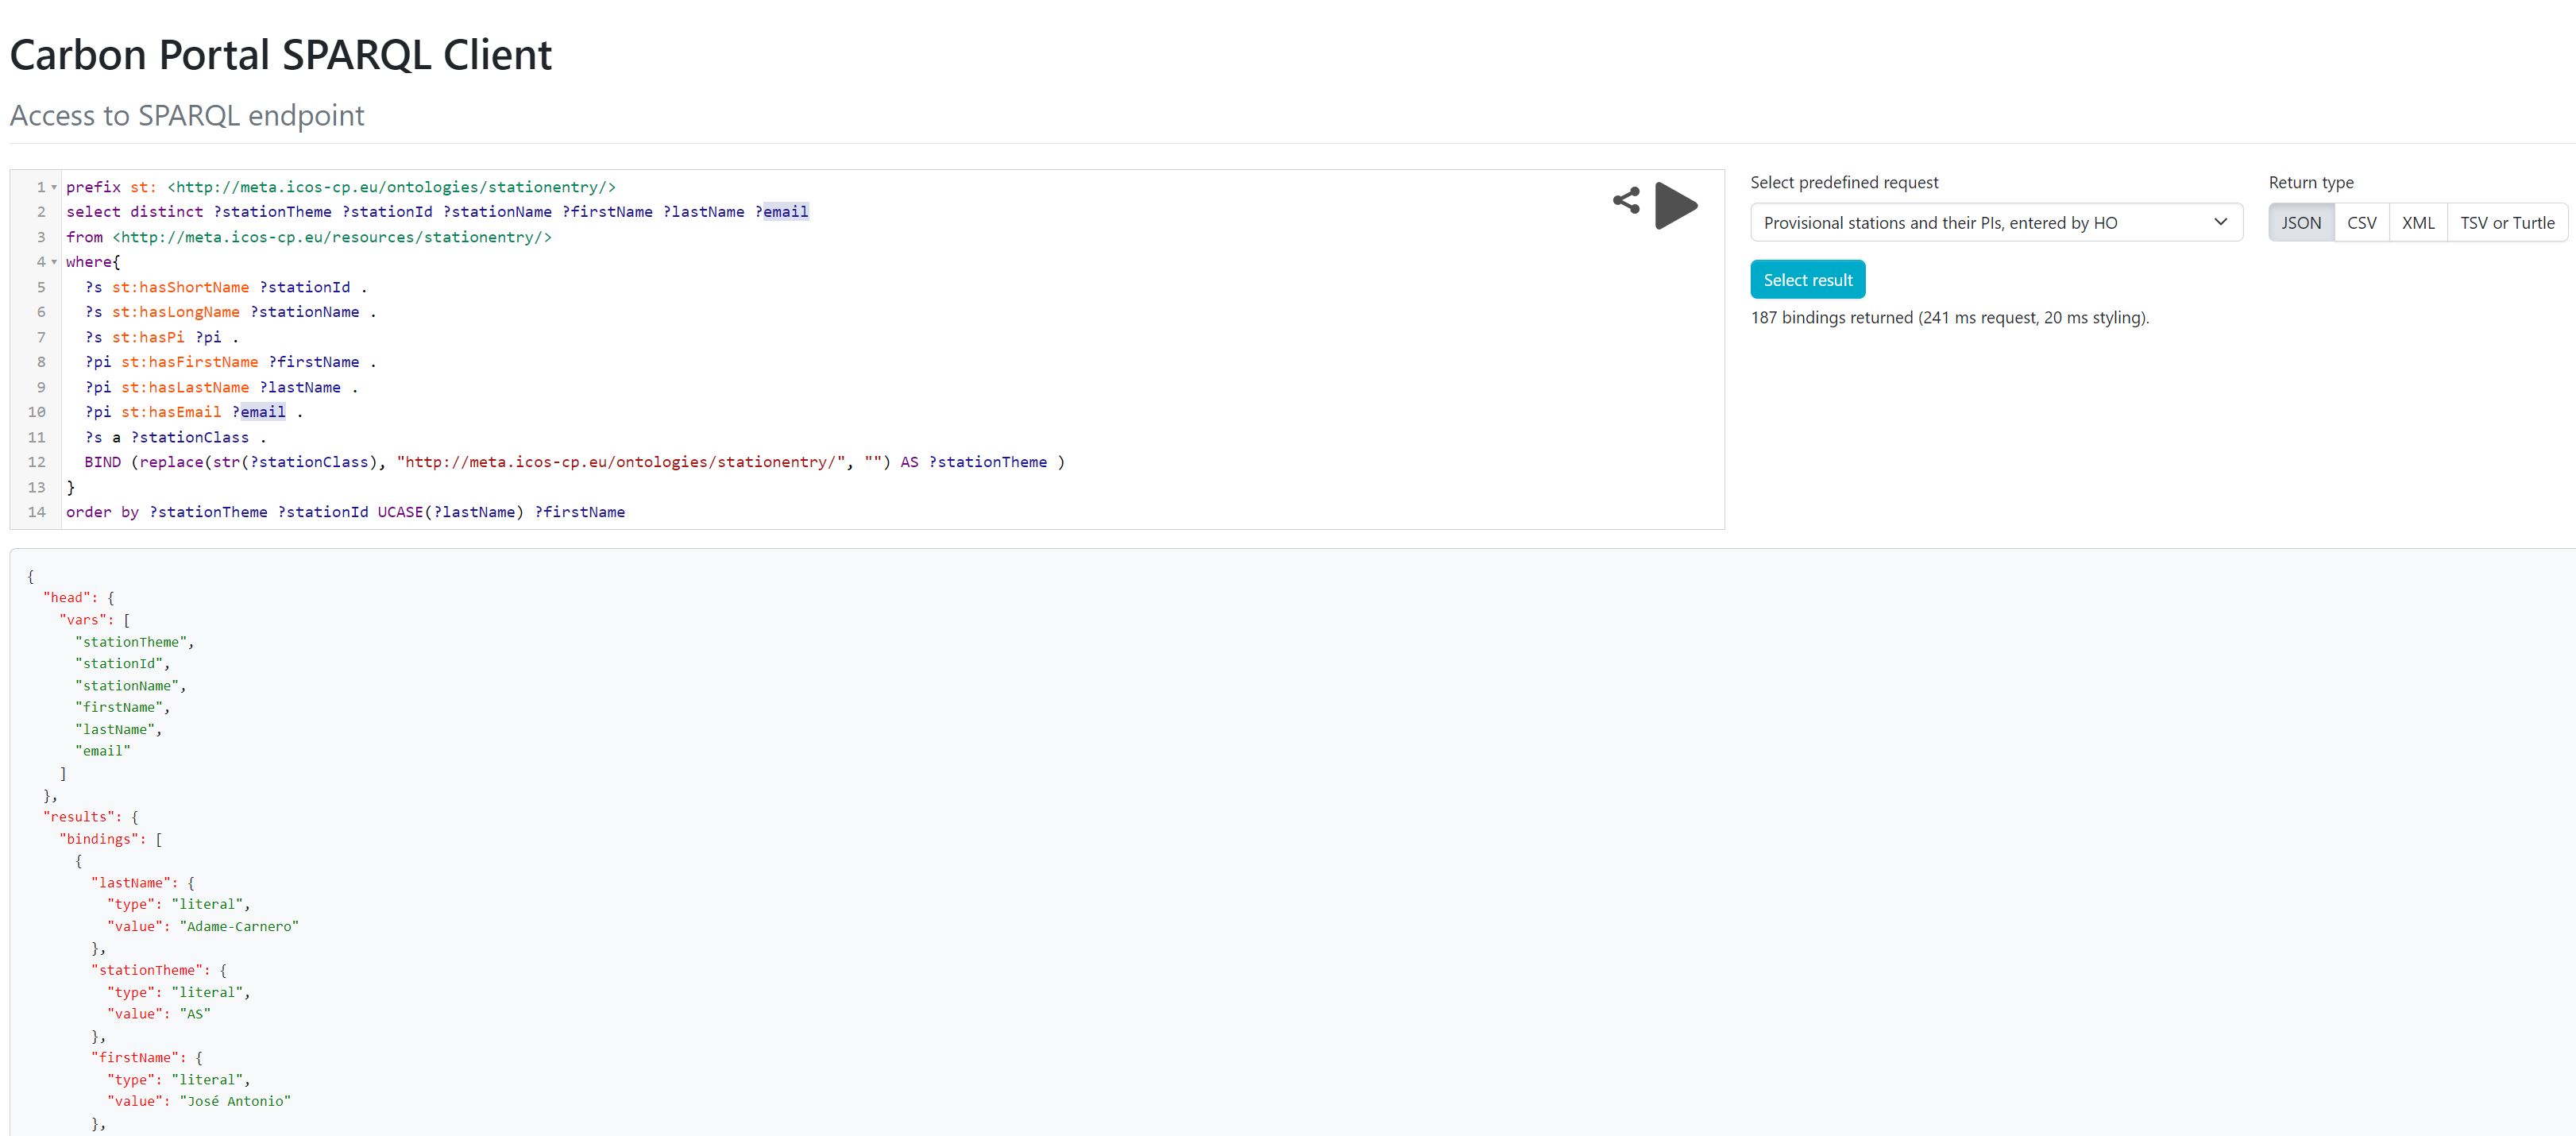 Carbon Portal SPARQL Client
Access to SPARQL endpoint
1 prefix st: <http://meta.icos-cp.eu/ontologies/stationentry/>
2 select distinct ?stationTheme ?stationId ?stationName ?firstName ?lastName ?email
3 from <http://meta.icos-cp.eu/resources/stationentry/>
4 where{
5 ?s st:hasShortName ?stationId .
6 ?s st:hasLongName ?stationName .
7 ?s st:hasPi ?pi .
8 ?pi st:hasFirstName ?firstName .
9 ?pi st:hasLastName ?lastName .
10 ?pi st:hasEmail ?email .
11 ?s a ?stationClass .
12 BIND (replace(str(?stationClass), "http://meta.icos-cp.eu/ontologies/stationentry/", "") AS ?stationTheme )
13 }
14 order by ?stationTheme ?stationId UCASE(?lastName) ?firstName
Select predefined request
Provisional stations and their PIs, entered by HO
Return type
JSON CSV XML TSV or Turtle
Select result
187 bindings returned (241 ms request, 20 ms styling).
{
"head": {
"vars": [
"stationTheme",
"stationId",
"stationName",
"firstName",
"lastName",
"email"
]
},
"results": {
"bindings": [
{
"lastName": {
"type": "literal",
"value": "Adame-Carnero"
},
"stationTheme": {
"type": "literal",
"value": "AS"
},
"firstName": {
"type": "literal",
"value": "José Antonio"
},